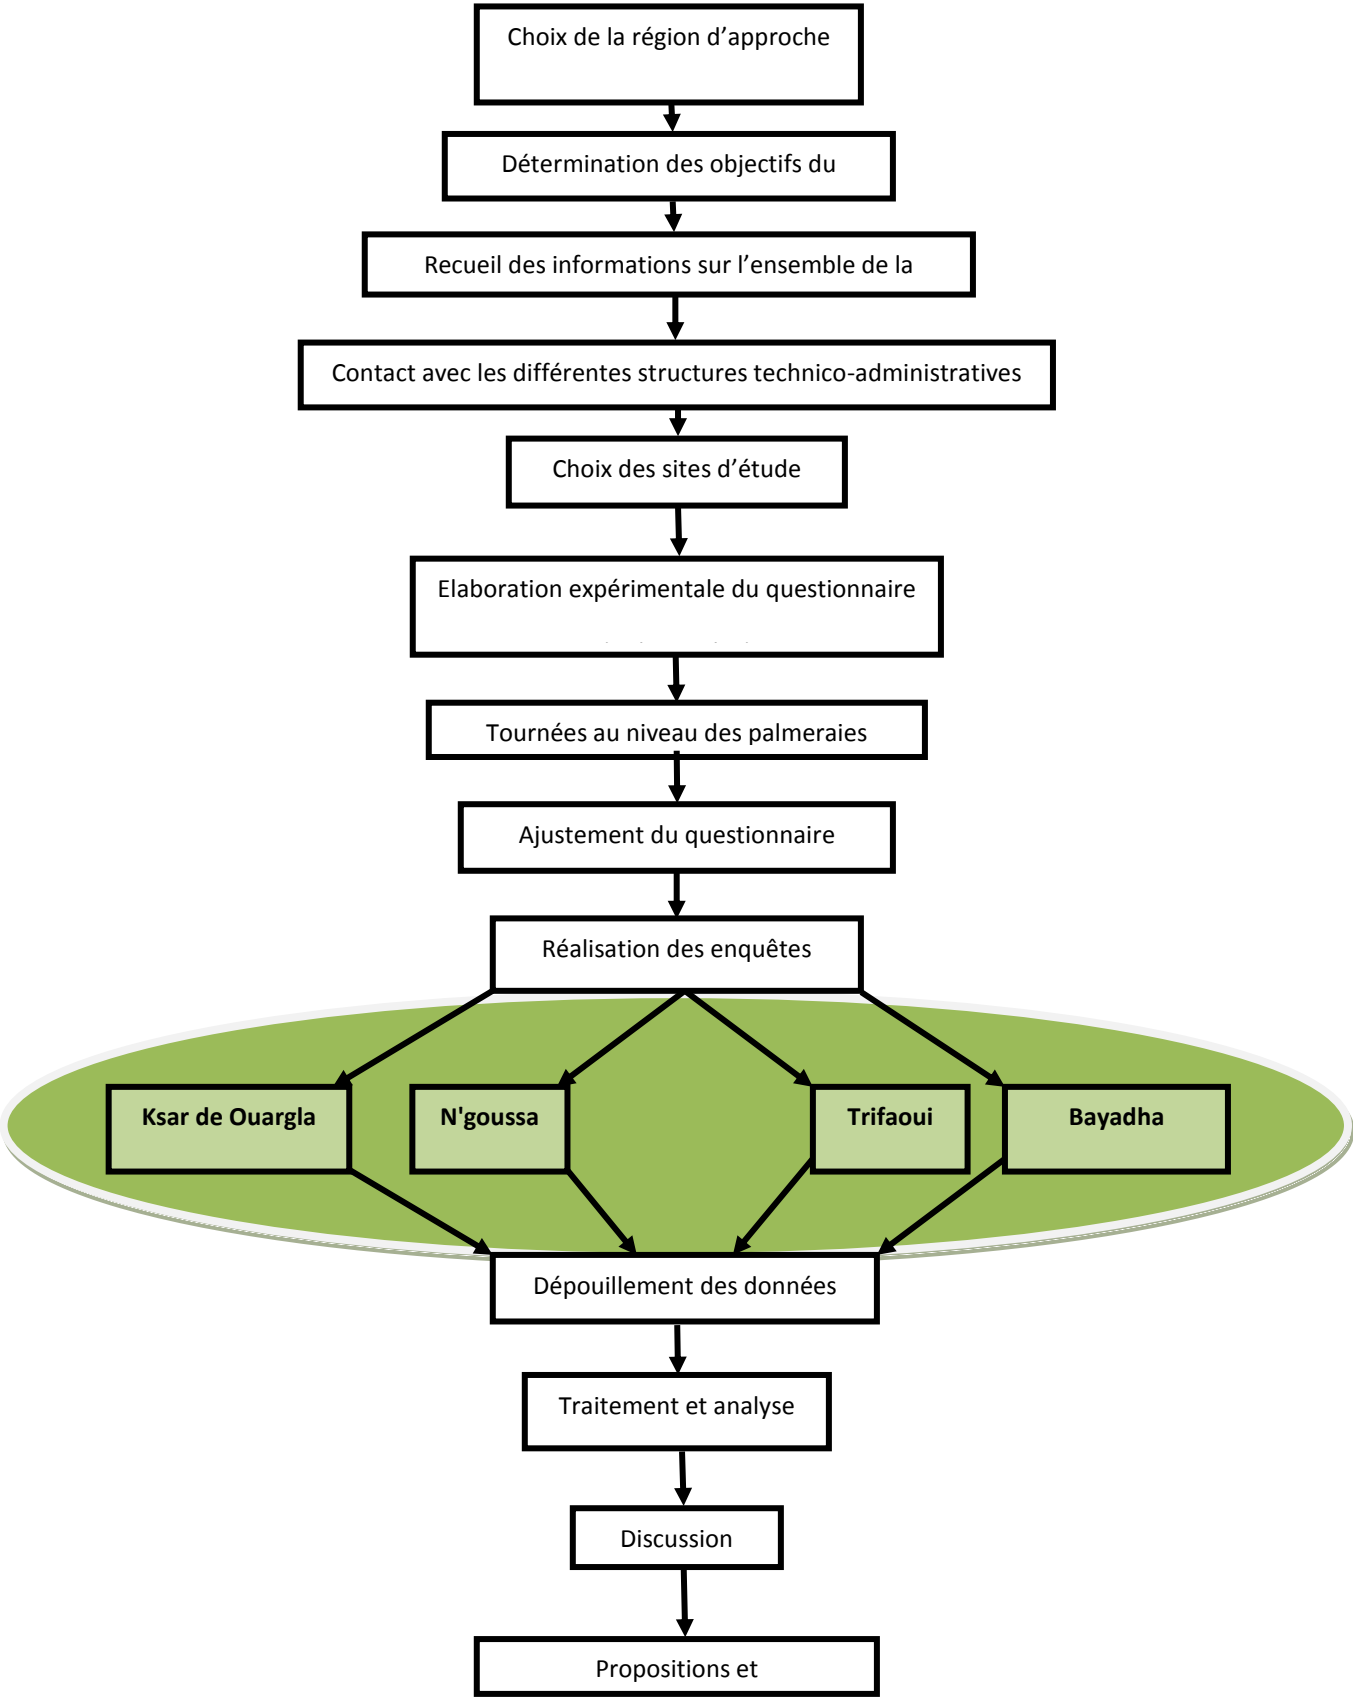 Choix de la région d’approche
Détermination des objectifs du
Recueil des informations sur l’ensemble de la
Contact avec les différentes structures technico-administratives
Choix des sites d’étude
Elaboration expérimentale du questionnaire
Tournées au niveau des palmeraies
Ajustement du questionnaire
Réalisation des enquêtes
Ksar de Ouargla
N'goussa
Trifaoui
Bayadha
Dépouillement des données
Traitement et analyse
Discussion
Propositions et